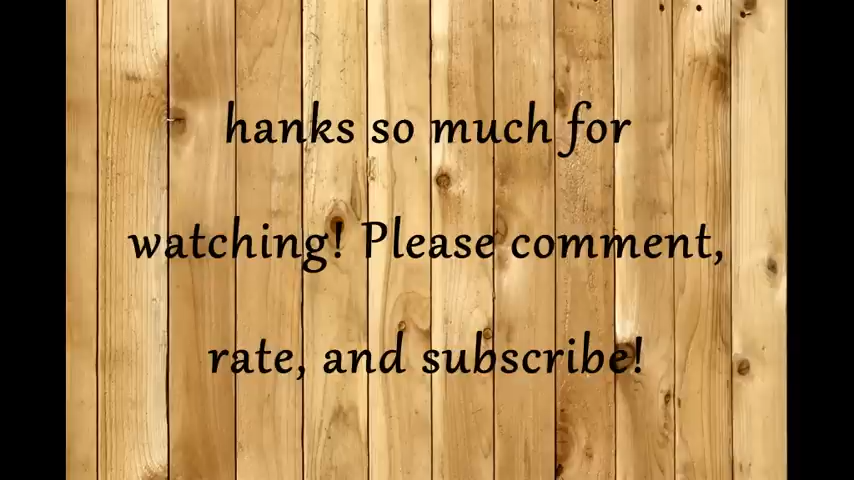 hanks so much for
watching! Please comment,
rate, and subscribe!